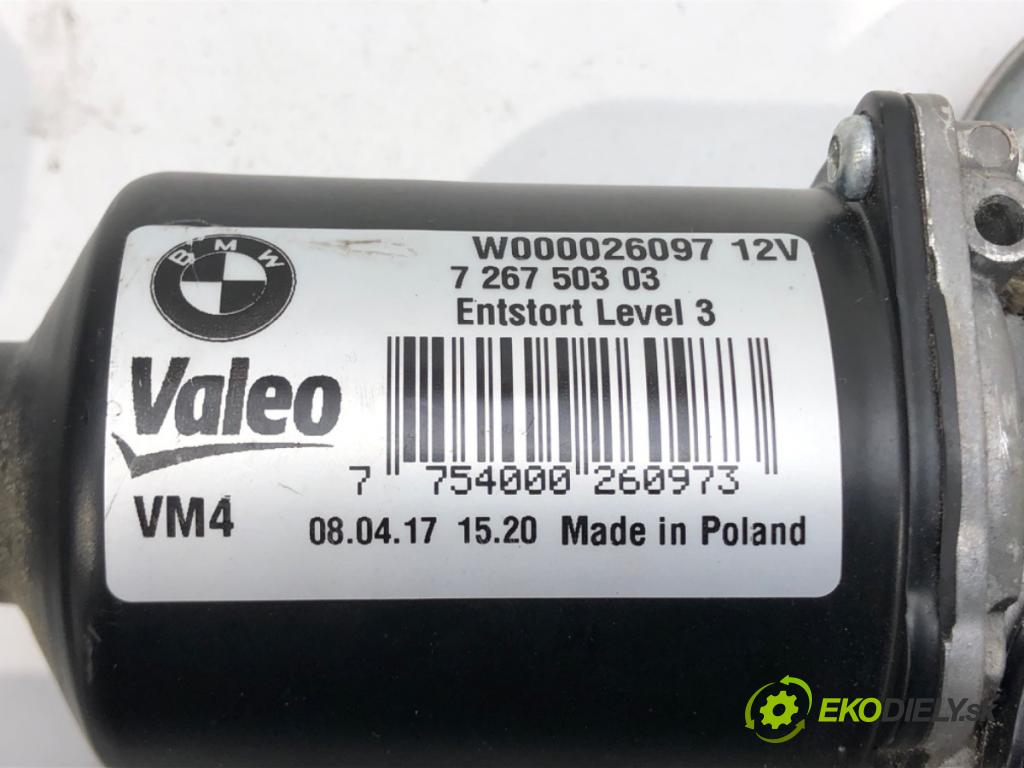 BMW
W000026097 12V
7 267 503 03
Entstort Level 3
Valeo
7 754000 260973
VM4
08.04.17 15.20 Made in Poland
EKODIELY.sk